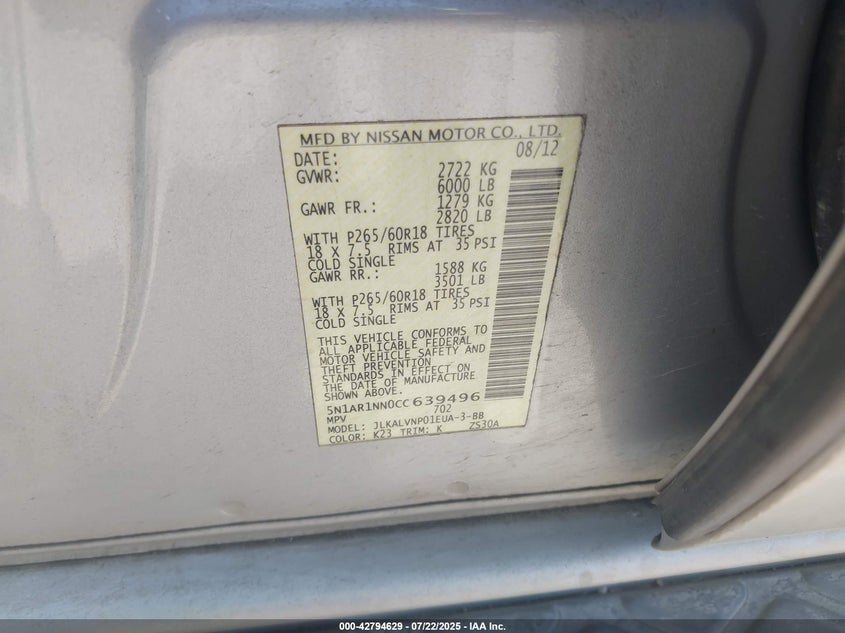 MFD BY NISSAN MOTOR CO., LTD.
DATE: 08/12
GVWR: 2722 KG
6000 LB
GAWR FR.: 1279 KG
2820 LB
WITH P265/60R18 TIRES
18 X 7.5 RIMS AT 35 PSI
COLD SINGLE
GAWR RR.: 1588 KG
3501 LB
WITH P265/60R18 TIRES
18 X 7.5 RIMS AT 35 PSI
COLD SINGLE
THIS VEHICLE CONFORMS TO
ALL APPLICABLE FEDERAL
MOTOR VEHICLE SAFETY AND
THEFT PREVENTION
STANDARDS IN EFFECT ON
THE DATE OF MANUFACTURE
SHOWN ABOVE.
5N1AR1NN0CC639496
MPV 702
MODEL: JLKALVNP01EUA-3-BB
COLOR: K23 TRIM: K ZS30A
000-42794629 - 07/22/2025 - IAA Inc.